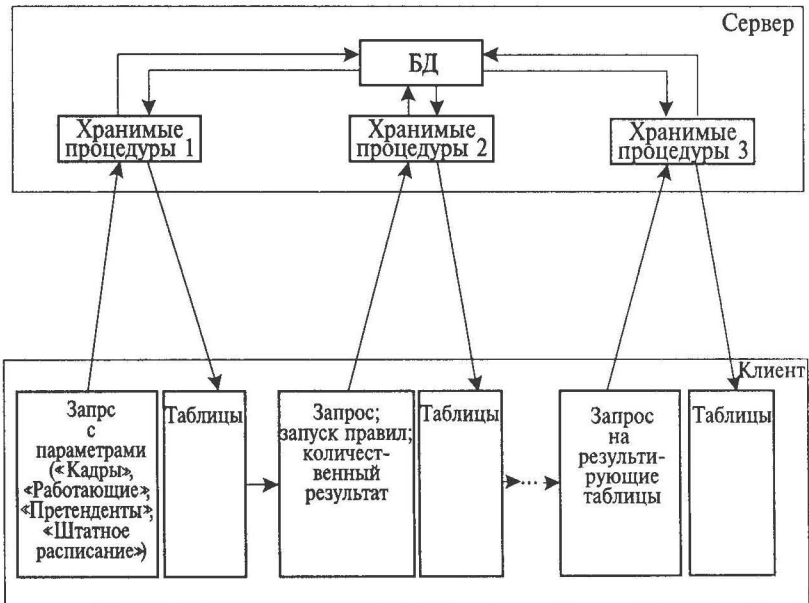 Сервер
БД
Хранимые
процедуры 1
Хранимые
процедуры 2
Хранимые
процедуры 3
Клиент
Запрс
с
параметрами
(«Кадры»,
«Работающие»,
«Претенденты»,
«Штатное
расписание»)
Таблицы
Запрос;
запуск правил;
количест-
венный
результат
Таблицы
...
Запрос
на
результи-
рующие
таблицы
Таблицы